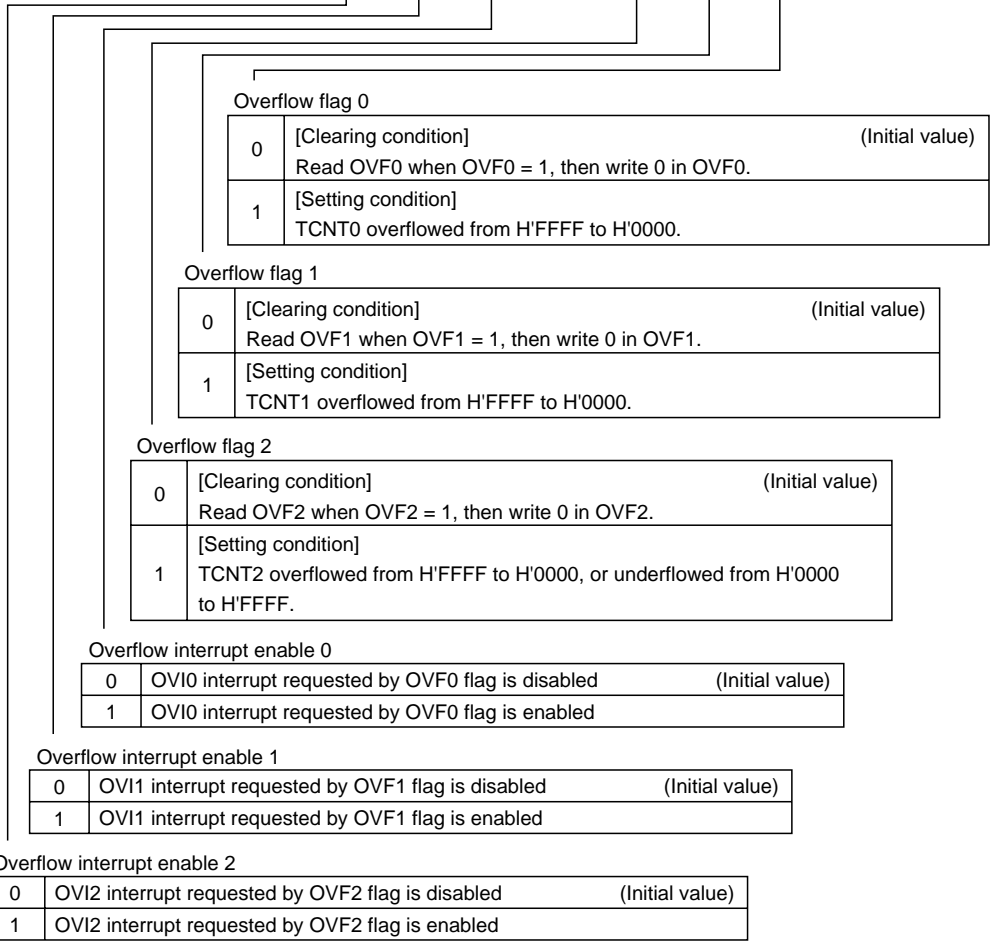 Overflow flag 0
0 [Clearing condition] (Initial value)
Read OVF0 when OVF0 = 1, then write 0 in OVF0.
1 [Setting condition]
TCNT0 overflowed from H'FFFF to H'0000.
Overflow flag 1
0 [Clearing condition] (Initial value)
Read OVF1 when OVF1 = 1, then write 0 in OVF1.
1 [Setting condition]
TCNT1 overflowed from H'FFFF to H'0000.
Overflow flag 2
0 [Clearing condition] (Initial value)
Read OVF2 when OVF2 = 1, then write 0 in OVF2.
[Setting condition]
1 TCNT2 overflowed from H'FFFF to H'0000, or underflowed from H'0000
to H'FFFF.
Overflow interrupt enable 0
0 OVI0 interrupt requested by OVF0 flag is disabled (Initial value)
1 OVI0 interrupt requested by OVF0 flag is enabled
Overflow interrupt enable 1
0 OVI1 interrupt requested by OVF1 flag is disabled (Initial value)
1 OVI1 interrupt requested by OVF1 flag is enabled
Overflow interrupt enable 2
0 OVI2 interrupt requested by OVF2 flag is disabled (Initial value)
1 OVI2 interrupt requested by OVF2 flag is enabled